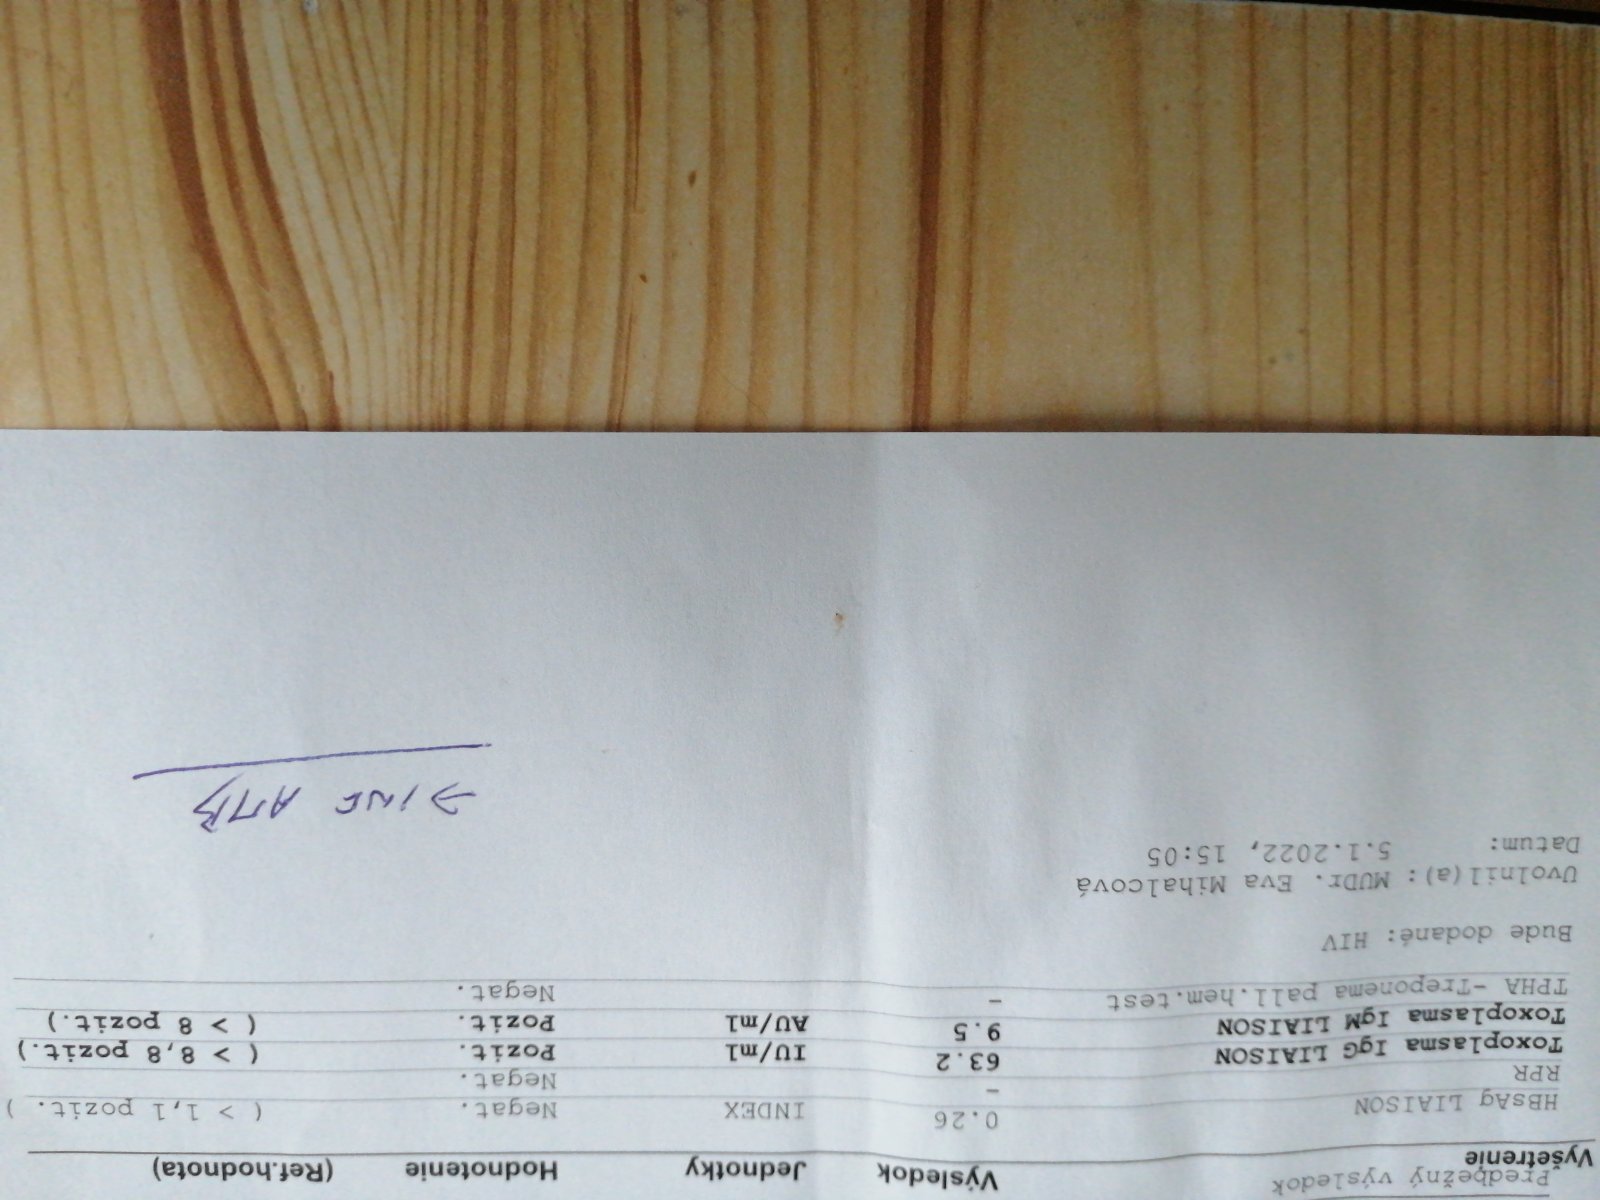 Predbežný výsledok
Vyšetrenie Výsledok Jednotky Hodnotenie (Ref.hodnota)
HBsAg LIAISON 0.26 INDEX Negat. ( > 1,1 pozit. )
RPR - Negat.
Toxoplasma IgG LIAISON 63.2 IU/ml Pozit. ( > 8,8 pozit.)
Toxoplasma IgM LIAISON 9.5 AU/ml Pozit. ( > 8 pozit.)
TPHA -Treponema pall.hem.test - Negat.
Bude dodané: HIV
Uvolnil(a): MUDr. Eva Mihalcová
Datum: 5.1.2022, 15:05
→ INF AMB